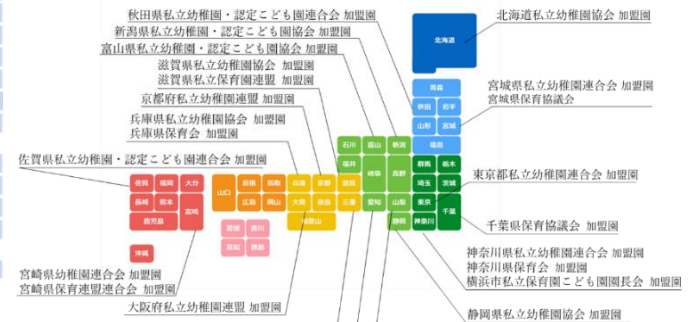 秋田県私立幼稚園・認定こども園連合会 加盟園
北海道私立幼稚園協会 加盟園
新潟県私立幼稚園・認定こども園協会 加盟園
富山県私立幼稚園・認定こども園協会 加盟園
滋賀県私立幼稚園協会 加盟園
滋賀県私立保育園連盟 加盟園
京都府私立幼稚園連盟 加盟園
兵庫県私立幼稚園協会 加盟園
兵庫県保育会 加盟園
佐賀県私立幼稚園・認定こども園連合会 加盟園
宮城県私立幼稚園連合会 加盟園
宮城県保育協議会
東京都私立幼稚園連合会 加盟園
千葉県保育協議会 加盟園
神奈川県私立幼稚園連合会 加盟園
神奈川県保育会 加盟園
横浜市私立保育園こども園園長会 加盟園
静岡県私立幼稚園協会 加盟園
宮崎県幼稚園連合会 加盟園
宮崎県保育連盟連合会 加盟園
大阪府私立幼稚園連盟 加盟園
北海道
青森
秋田 岩手
山形 宮城
福島
石川 富山 新潟
福井 岐阜 長野
群馬 栃木
埼玉 茨城
愛知 山梨 東京 千葉
静岡 神奈川
佐賀 福岡 大分
長崎 熊本 宮崎
鹿児島
沖縄
山口 島根 鳥取
広島 岡山
兵庫 京都 滋賀
大阪 奈良 三重
和歌山
愛媛 香川
高知 徳島